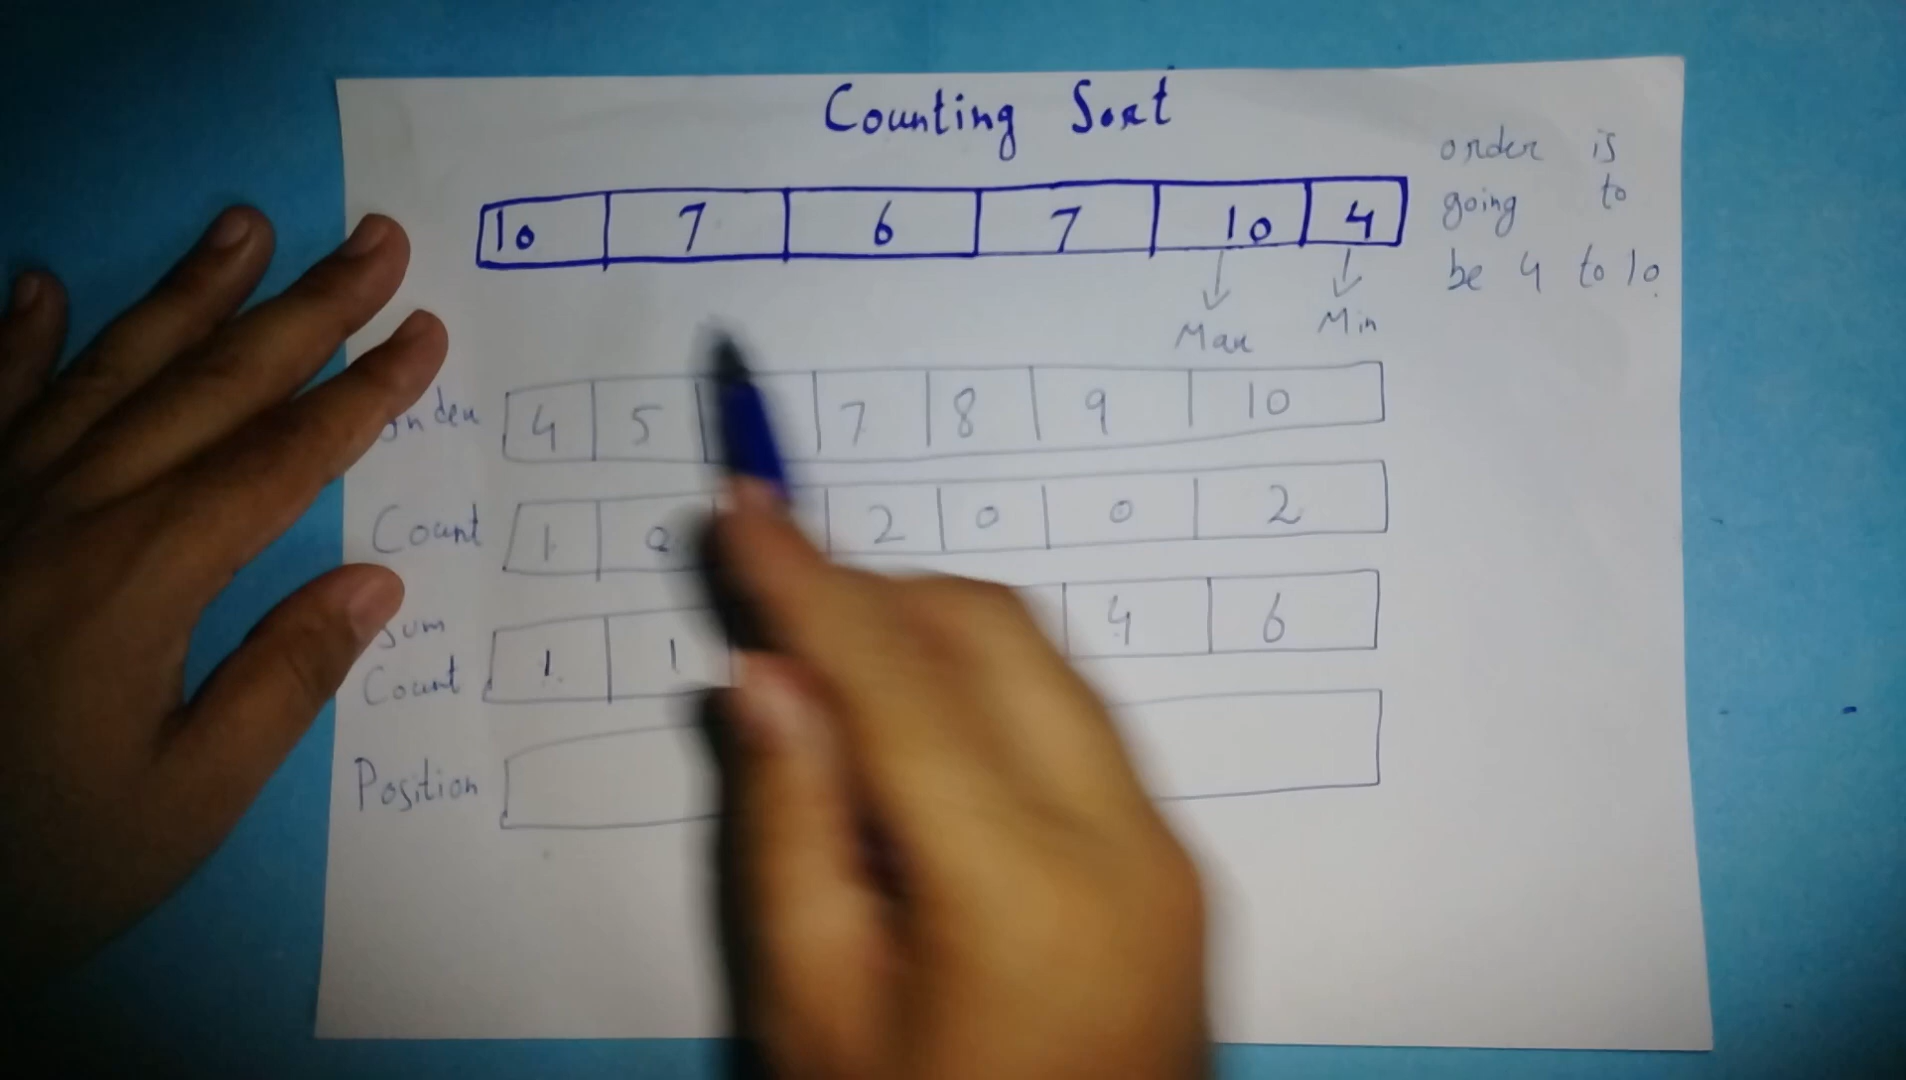 Counting Sort
10 7 6 7 10 4
order is
going to
be 4 to 10.
Max Min
4 5 7 8 9 10
Count 1 0 2 0 0 2
Sum
Count 1 1 4 6
Position